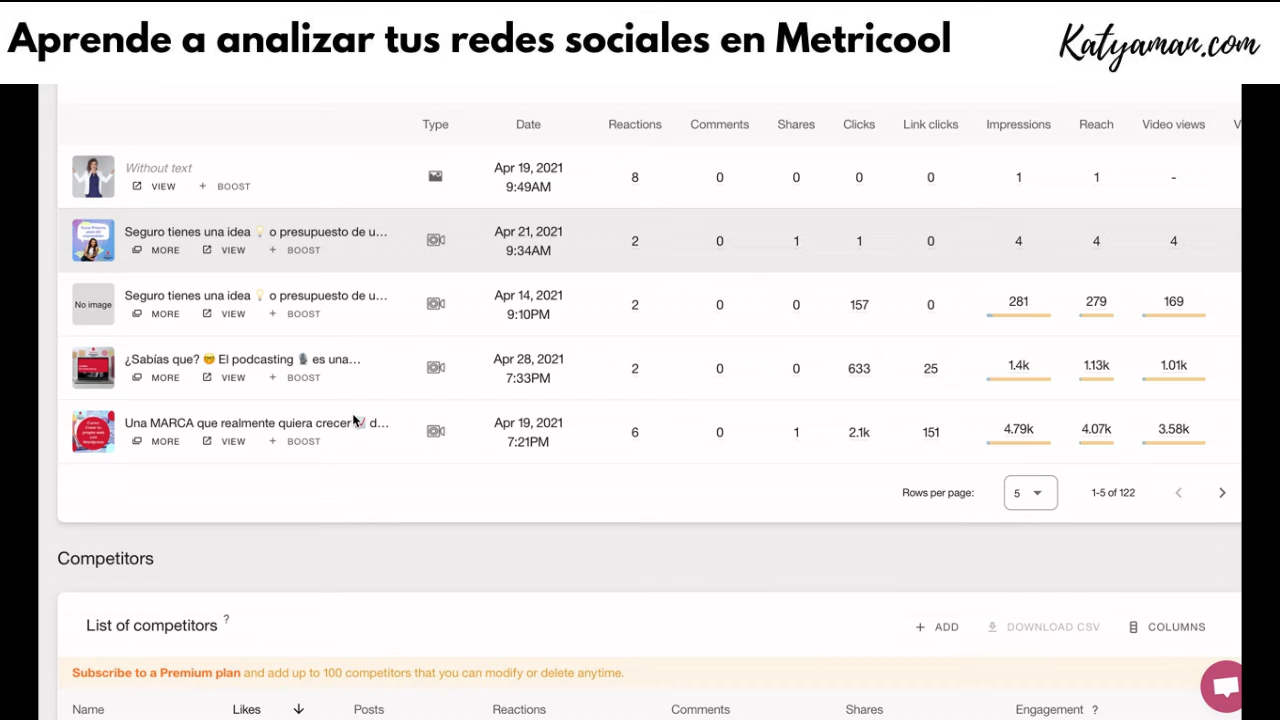 Aprende a analizar tus redes sociales en Metricool
Katyaman.com
Type Date Reactions Comments Shares Clicks Link clicks Impressions Reach Video views V
Without text
VIEW + BOOST
Apr 19, 2021
9:49AM
8 0 0 0 0 1 1 -
Seguro tienes una idea 💡 o presupuesto de u...
MORE VIEW + BOOST
Apr 21, 2021
9:34AM
2 0 1 1 0 4 4 4
No image
Seguro tienes una idea 💡 o presupuesto de u...
MORE VIEW + BOOST
Apr 14, 2021
9:10PM
2 0 0 157 0 281 279 169
¿Sabías que? 🤓 El podcasting 🎙️ es una...
MORE VIEW + BOOST
Apr 28, 2021
7:33PM
2 0 0 633 25 1.4k 1.13k 1.01k
Una MARCA que realmente quiera crecer 📈 d...
MORE VIEW + BOOST
Apr 19, 2021
7:21PM
6 0 1 2.1k 151 4.79k 4.07k 3.58k
Rows per page: 5 1-5 of 122
Competitors
List of competitors ?
+ ADD DOWNLOAD CSV COLUMNS
Subscribe to a Premium plan and add up to 100 competitors that you can modify or delete anytime.
Name Likes ↓ Posts Reactions Comments Shares Engagement ?